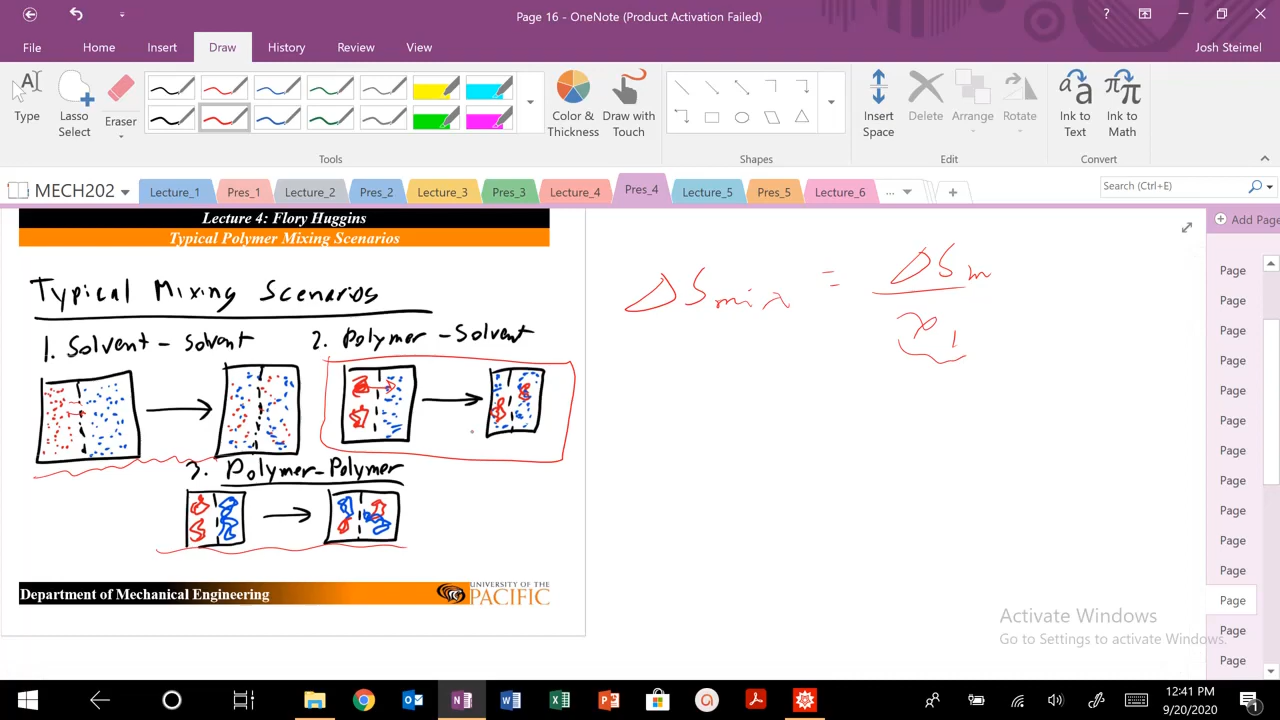 Page 16 - OneNote (Product Activation Failed)
?
File Home Insert Draw History Review View Josh Steimel
Type Lasso Select Eraser Color & Thickness Draw with Touch Insert Space Delete Arrange Rotate Ink to Text Ink to Math
Tools Shapes Edit Convert
MECH202 Lecture_1 Pres_1 Lecture_2 Pres_2 Lecture_3 Pres_3 Lecture_4 Pres_4 Lecture_5 Pres_5 Lecture_6 ... Search (Ctrl+E)
Lecture 4: Flory Huggins
Typical Polymer Mixing Scenarios
Typical Mixing Scenarios
1. Solvent - Solvent
2. Polymer - Solvent
3. Polymer-Polymer
Department of Mechanical Engineering
UNIVERSITY OF THE
PACIFIC
ΔSmix = ΔSm
Add Page
Page
Page
Page
Page
Page
Page
Page
Page
Page
Page
Page
Page
Page
Page
Activate Windows
Go to Settings to activate Windows.
12:41 PM
9/20/2020